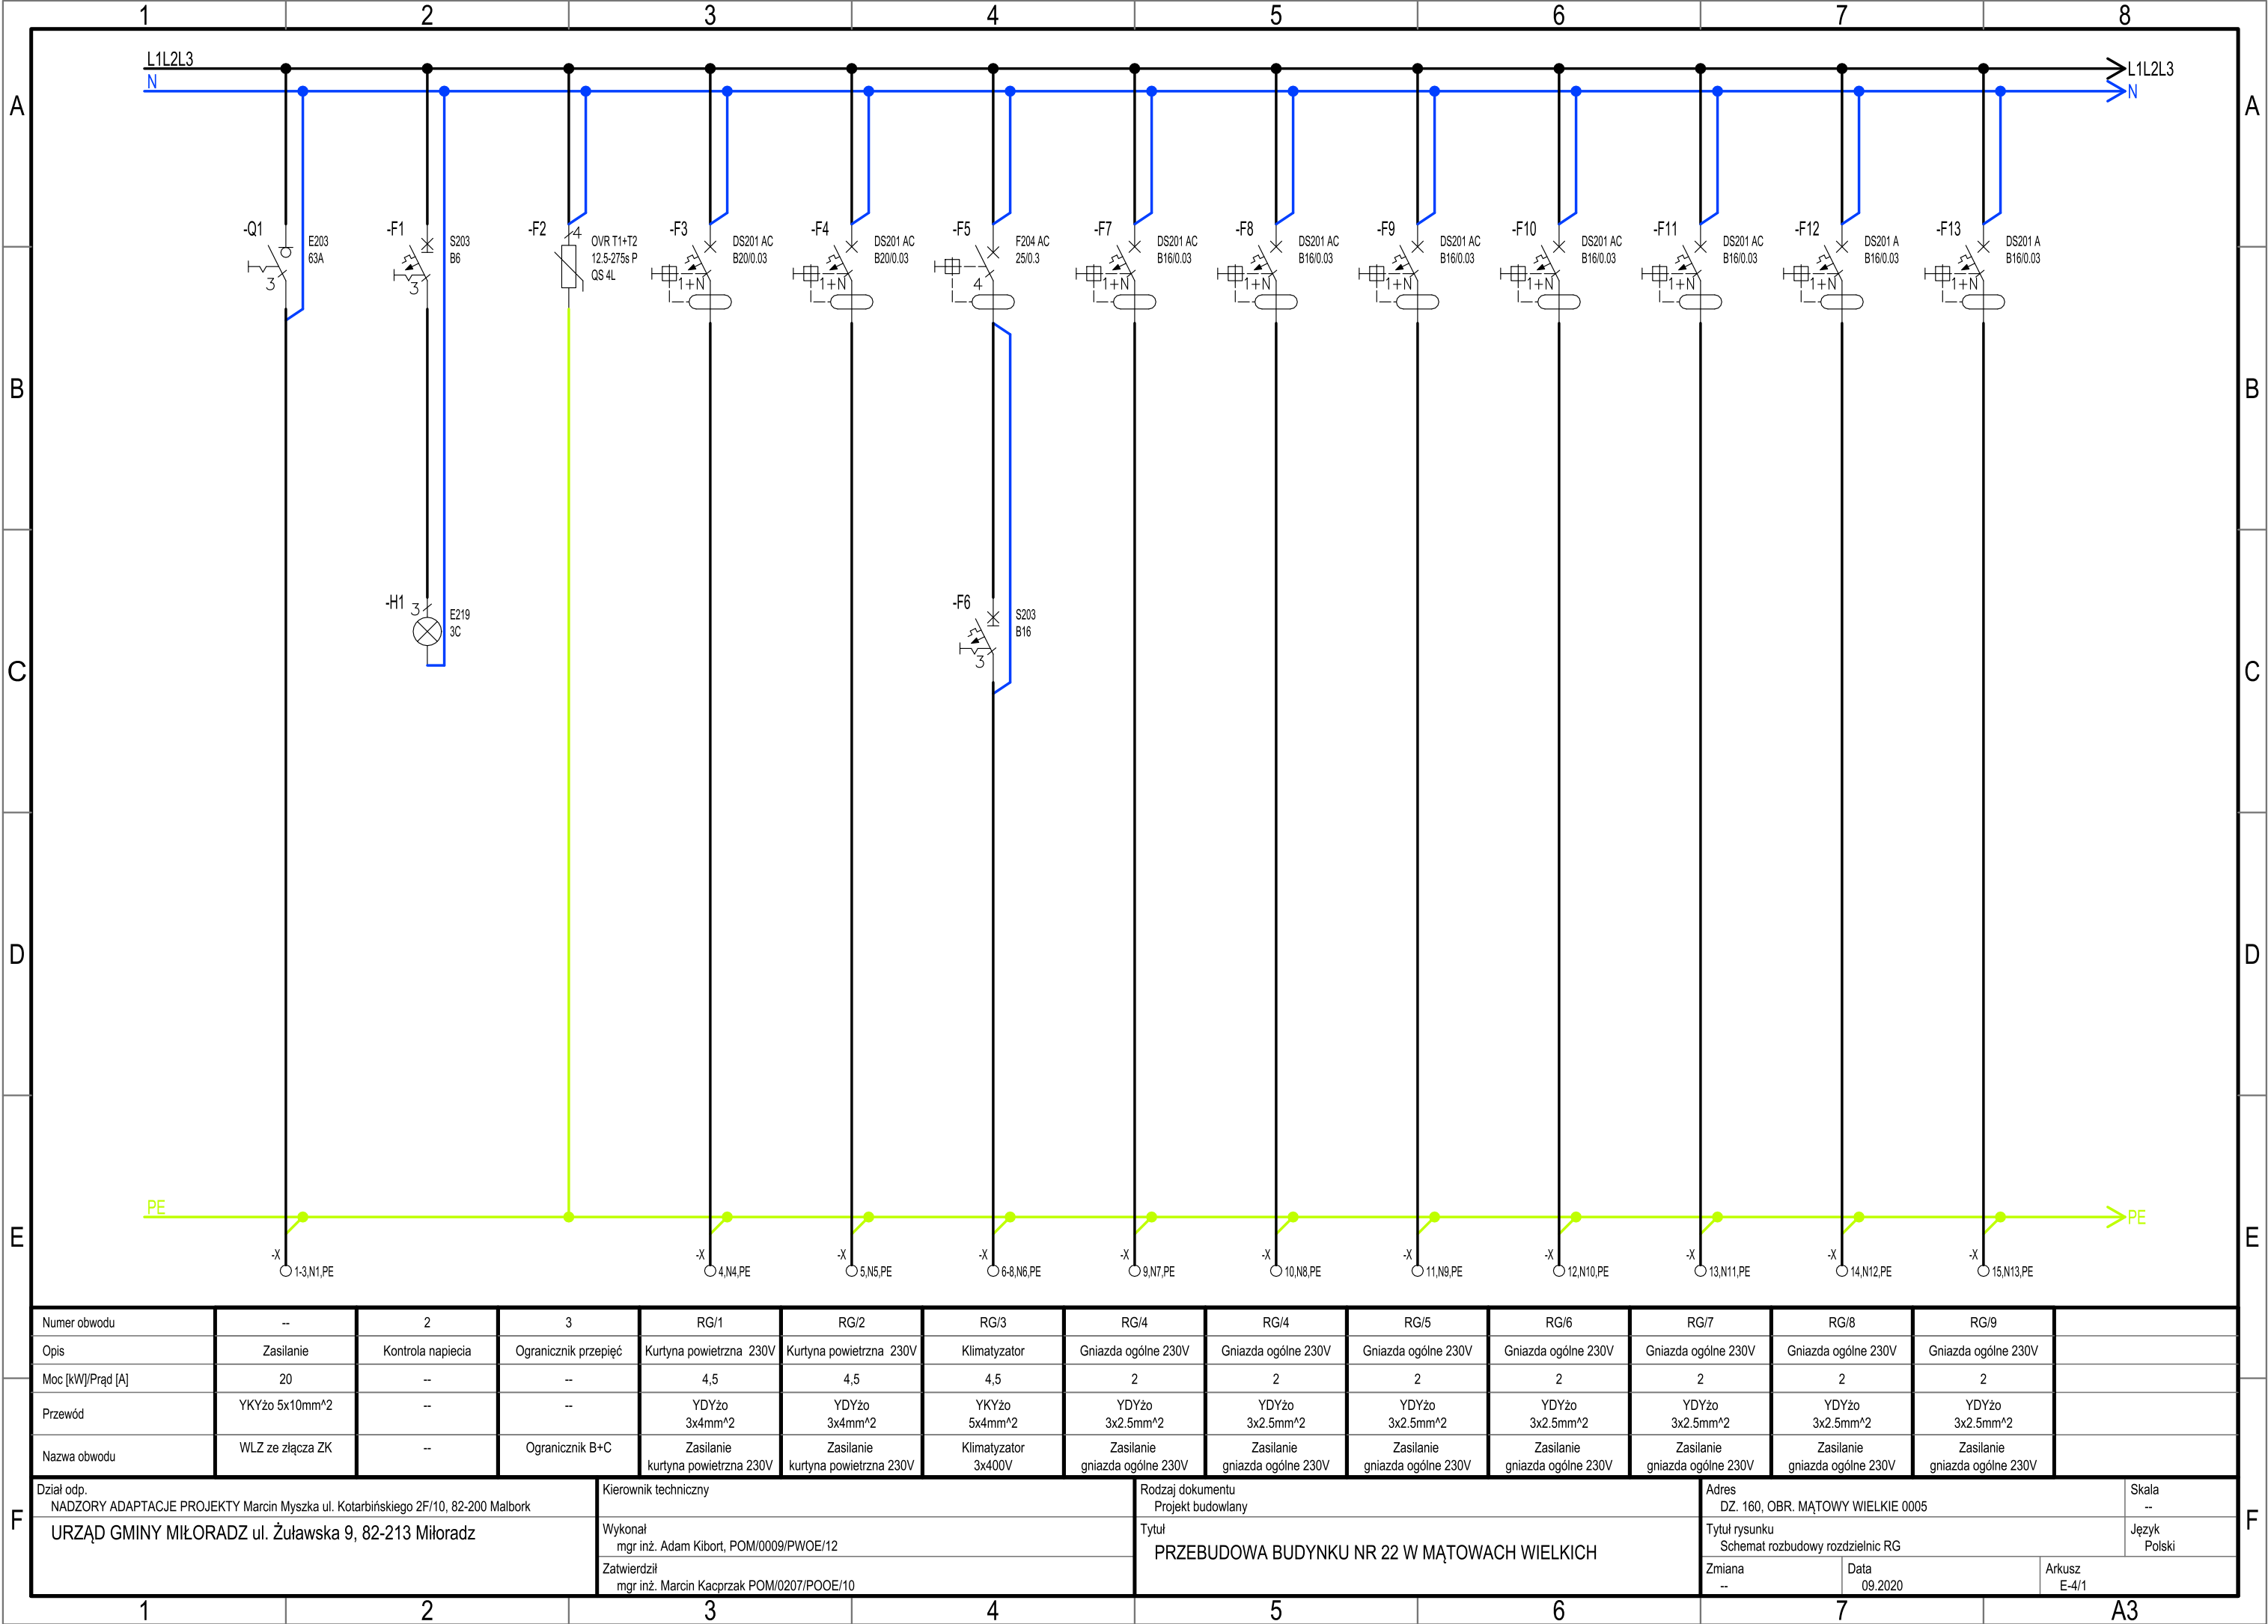 1 2 3 4 5 6 7 8
L1L2L3
N
L1L2L3
N
A A
-Q1
E203
63A
3
-F1
S203
B6
3
-F2
4
OVR T1+T2
12.5-275s P
QS 4L
-F3
DS201 AC
B20/0.03
1+N
-F4
DS201 AC
B20/0.03
1+N
-F5
F204 AC
25/0.3
4
-F7
DS201 AC
B16/0.03
1+N
-F8
DS201 AC
B16/0.03
1+N
-F9
DS201 AC
B16/0.03
1+N
-F10
DS201 AC
B16/0.03
1+N
-F11
DS201 AC
B16/0.03
1+N
-F12
DS201 A
B16/0.03
1+N
-F13
DS201 A
B16/0.03
1+N
B B
-H1
3
E219
3C
-F6
S203
B16
3
C C
D D
PE
PE
E E
-X
1-3,N1,PE
-X
4,N4,PE
-X
5,N5,PE
-X
6-8,N6,PE
-X
9,N7,PE
-X
10,N8,PE
-X
11,N9,PE
-X
12,N10,PE
-X
13,N11,PE
-X
14,N12,PE
-X
15,N13,PE
Numer obwodu -- 2 3 RG/1 RG/2 RG/3 RG/4 RG/4 RG/5 RG/6 RG/7 RG/8 RG/9
Opis Zasilanie Kontrola napiecia Ogranicznik przepięć Kurtyna powietrzna 230V Kurtyna powietrzna 230V Klimatyzator Gniazda ogólne 230V Gniazda ogólne 230V Gniazda ogólne 230V Gniazda ogólne 230V Gniazda ogólne 230V Gniazda ogólne 230V Gniazda ogólne 230V
Moc [kW]/Prąd [A] 20 -- -- 4,5 4,5 4,5 2 2 2 2 2 2 2
Przewód YKYżo 5x10mm^2 -- -- YDYżo YDYżo YKYżo YDYżo YDYżo YDYżo YDYżo YDYżo YDYżo YDYżo
3x4mm^2 3x4mm^2 5x4mm^2 3x2.5mm^2 3x2.5mm^2 3x2.5mm^2 3x2.5mm^2 3x2.5mm^2 3x2.5mm^2 3x2.5mm^2
Nazwa obwodu WLZ ze złącza ZK -- Ogranicznik B+C Zasilanie Zasilanie Klimatyzator Zasilanie Zasilanie Zasilanie Zasilanie Zasilanie Zasilanie Zasilanie
kurtyna powietrzna 230V kurtyna powietrzna 230V 3x400V gniazda ogólne 230V gniazda ogólne 230V gniazda ogólne 230V gniazda ogólne 230V gniazda ogólne 230V gniazda ogólne 230V gniazda ogólne 230V
F F
Dział odp.
NADZORY ADAPTACJE PROJEKTY Marcin Myszka ul. Kotarbińskiego 2F/10, 82-200 Malbork
URZĄD GMINY MIŁORADZ ul. Żuławska 9, 82-213 Miłoradz
Kierownik techniczny
Wykonał
mgr inż. Adam Kibort, POM/0009/PWOE/12
Zatwierdził
mgr inż. Marcin Kacprzak POM/0207/POOE/10
Rodzaj dokumentu
Projekt budowlany
Tytuł
PRZEBUDOWA BUDYNKU NR 22 W MĄTOWACH WIELKICH
Adres
DZ. 160, OBR. MĄTOWY WIELKIE 0005
Skala
--
Tytuł rysunku
Schemat rozbudowy rozdzielnic RG
Język
Polski
Zmiana
--
Data
09.2020
Arkusz
E-4/1
1 2 3 4 5 6 7 A3